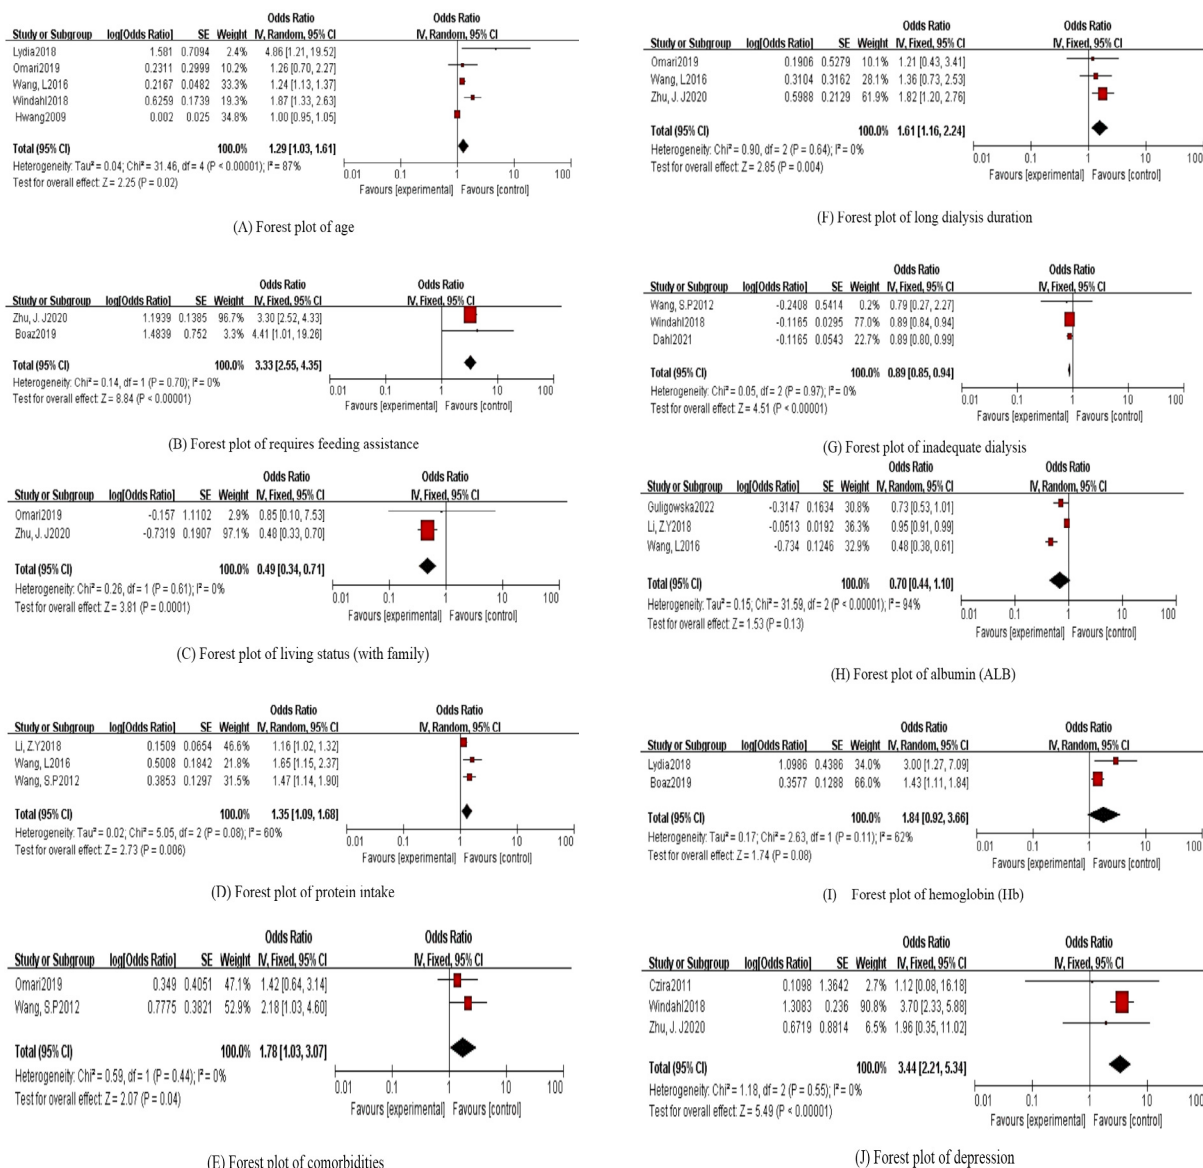 Odds Ratio Odds Ratio
Study or Subgroup log[Odds Ratio] SE Weight IV, Random, 95% CI IV, Random, 95% CI
Lydia2018 1.581 0.7094 2.4% 4.86 [1.21, 19.52]
Omari2019 0.2311 0.2999 10.2% 1.26 [0.70, 2.27]
Wang, L2016 0.2167 0.0482 33.3% 1.24 [1.13, 1.37]
Windahl2018 0.6259 0.1739 19.3% 1.87 [1.33, 2.63]
Hwang2009 0.002 0.025 34.8% 1.00 [0.95, 1.05]
Total (95% CI) 100.0% 1.29 [1.03, 1.61]
Heterogeneity: Tau² = 0.04; Chi² = 31.46, df = 4 (P < 0.00001); I² = 87%
Test for overall effect: Z = 2.25 (P = 0.02)
0.01 0.1 1 10 100
Favours [experimental] Favours [control]
(A) Forest plot of age
Odds Ratio Odds Ratio
Study or Subgroup log[Odds Ratio] SE Weight IV, Fixed, 95% CI IV, Fixed, 95% CI
Zhu, J. J2020 1.1939 0.1385 96.7% 3.30 [2.52, 4.33]
Boaz2019 1.4839 0.752 3.3% 4.41 [1.01, 19.26]
Total (95% CI) 100.0% 3.33 [2.55, 4.35]
Heterogeneity: Chi² = 0.14, df = 1 (P = 0.70); I² = 0%
Test for overall effect: Z = 8.84 (P < 0.00001)
0.01 0.1 1 10 100
Favours [experimental] Favours [control]
(B) Forest plot of requires feeding assistance
Odds Ratio Odds Ratio
Study or Subgroup log[Odds Ratio] SE Weight IV, Fixed, 95% CI IV, Fixed, 95% CI
Omari2019 -0.157 1.1102 2.9% 0.85 [0.10, 7.53]
Zhu, J. J2020 -0.7319 0.1907 97.1% 0.48 [0.33, 0.70]
Total (95% CI) 100.0% 0.49 [0.34, 0.71]
Heterogeneity: Chi² = 0.26, df = 1 (P = 0.61); I² = 0%
Test for overall effect: Z = 3.81 (P = 0.0001)
0.01 0.1 1 10 100
Favours [experimental] Favours [control]
(C) Forest plot of living status (with family)
Odds Ratio Odds Ratio
Study or Subgroup log[Odds Ratio] SE Weight IV, Random, 95% CI IV, Random, 95% CI
Li, Z.Y2018 0.1509 0.0654 46.6% 1.16 [1.02, 1.32]
Wang, L2016 0.5008 0.1842 21.8% 1.65 [1.15, 2.37]
Wang, S.P2012 0.3853 0.1297 31.5% 1.47 [1.14, 1.90]
Total (95% CI) 100.0% 1.35 [1.09, 1.68]
Heterogeneity: Tau² = 0.02; Chi² = 5.05, df = 2 (P = 0.08); I² = 60%
Test for overall effect: Z = 2.73 (P = 0.006)
0.01 0.1 1 10 100
Favours [experimental] Favours [control]
(D) Forest plot of protein intake
Odds Ratio Odds Ratio
Study or Subgroup log[Odds Ratio] SE Weight IV, Fixed, 95% CI IV, Fixed, 95% CI
Omari2019 0.349 0.4051 47.1% 1.42 [0.64, 3.14]
Wang, S.P2012 0.7775 0.3821 52.9% 2.18 [1.03, 4.60]
Total (95% CI) 100.0% 1.78 [1.03, 3.07]
Heterogeneity: Chi² = 0.59, df = 1 (P = 0.44); I² = 0%
Test for overall effect: Z = 2.07 (P = 0.04)
0.01 0.1 1 10 100
Favours [experimental] Favours [control]
(E) Forest plot of comorbidities
Odds Ratio Odds Ratio
Study or Subgroup log[Odds Ratio] SE Weight IV, Fixed, 95% CI IV, Fixed, 95% CI
Omari2019 0.1906 0.5279 10.1% 1.21 [0.43, 3.41]
Wang, L2016 0.3104 0.3162 28.1% 1.36 [0.73, 2.53]
Zhu, J. J2020 0.5988 0.2129 61.9% 1.82 [1.20, 2.76]
Total (95% CI) 100.0% 1.61 [1.16, 2.24]
Heterogeneity: Chi² = 0.90, df = 2 (P = 0.64); I² = 0%
Test for overall effect: Z = 2.85 (P = 0.004)
0.01 0.1 1 10 100
Favours [experimental] Favours [control]
(F) Forest plot of long dialysis duration
Odds Ratio Odds Ratio
Study or Subgroup log[Odds Ratio] SE Weight IV, Fixed, 95% CI IV, Fixed, 95% CI
Wang, S.P2012 -0.2408 0.5414 0.2% 0.79 [0.27, 2.27]
Windahl2018 -0.1165 0.0295 77.0% 0.89 [0.84, 0.94]
Dahl2021 -0.1165 0.0543 22.7% 0.89 [0.80, 0.99]
Total (95% CI) 100.0% 0.89 [0.85, 0.94]
Heterogeneity: Chi² = 0.05, df = 2 (P = 0.97); I² = 0%
Test for overall effect: Z = 4.51 (P < 0.00001)
0.01 0.1 1 10 100
Favours [experimental] Favours [control]
(G) Forest plot of inadequate dialysis
Odds Ratio Odds Ratio
Study or Subgroup log[Odds Ratio] SE Weight IV, Random, 95% CI IV, Random, 95% CI
Guligowska2022 -0.3147 0.1634 30.8% 0.73 [0.53, 1.01]
Li, Z.Y2018 -0.0513 0.0192 36.3% 0.95 [0.91, 0.99]
Wang, L2016 -0.734 0.1246 32.9% 0.48 [0.38, 0.61]
Total (95% CI) 100.0% 0.70 [0.44, 1.10]
Heterogeneity: Tau² = 0.15; Chi² = 31.59, df = 2 (P < 0.00001); I² = 94%
Test for overall effect: Z = 1.53 (P = 0.13)
0.01 0.1 1 10 100
Favours [experimental] Favours [control]
(H) Forest plot of albumin (ALB)
Odds Ratio Odds Ratio
Study or Subgroup log[Odds Ratio] SE Weight IV, Random, 95% CI IV, Random, 95% CI
Lydia2018 1.0986 0.4386 34.0% 3.00 [1.27, 7.09]
Boaz2019 0.3577 0.1288 66.0% 1.43 [1.11, 1.84]
Total (95% CI) 100.0% 1.84 [0.92, 3.66]
Heterogeneity: Tau² = 0.17; Chi² = 2.63, df = 1 (P = 0.11); I² = 62%
Test for overall effect: Z = 1.74 (P = 0.08)
0.01 0.1 1 10 100
Favours [experimental] Favours [control]
(I) Forest plot of hemoglobin (Hb)
Odds Ratio Odds Ratio
Study or Subgroup log[Odds Ratio] SE Weight IV, Fixed, 95% CI IV, Fixed, 95% CI
Czira2011 0.1098 1.3642 2.7% 1.12 [0.08, 16.18]
Windahl2018 1.3083 0.236 90.8% 3.70 [2.33, 5.88]
Zhu, J. J2020 0.6719 0.8814 6.5% 1.96 [0.35, 11.02]
Total (95% CI) 100.0% 3.44 [2.21, 5.34]
Heterogeneity: Chi² = 1.18, df = 2 (P = 0.55); I² = 0%
Test for overall effect: Z = 5.49 (P < 0.00001)
0.01 0.1 1 10 100
Favours [experimental] Favours [control]
(J) Forest plot of depression